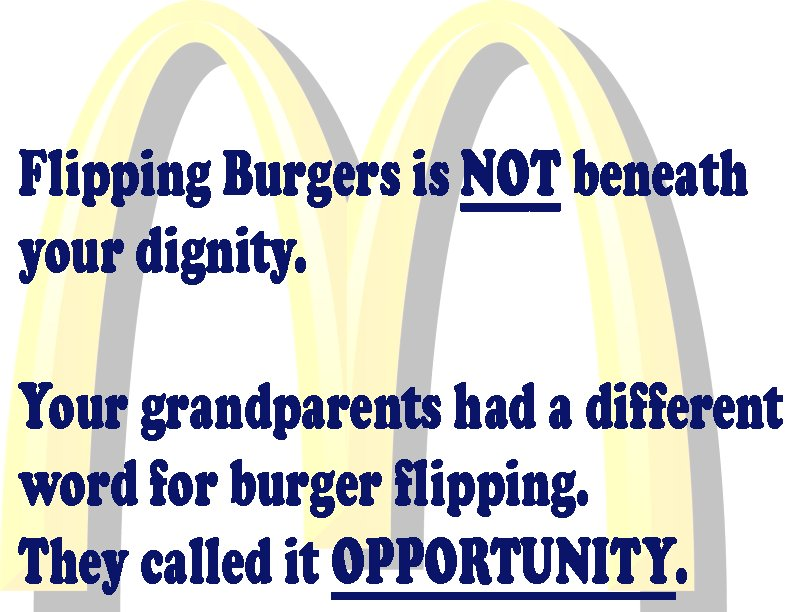 Flipping Burgers is NOT beneath
your dignity.
Your grandparents had a different
word for burger flipping.
They called it OPPORTUNITY.